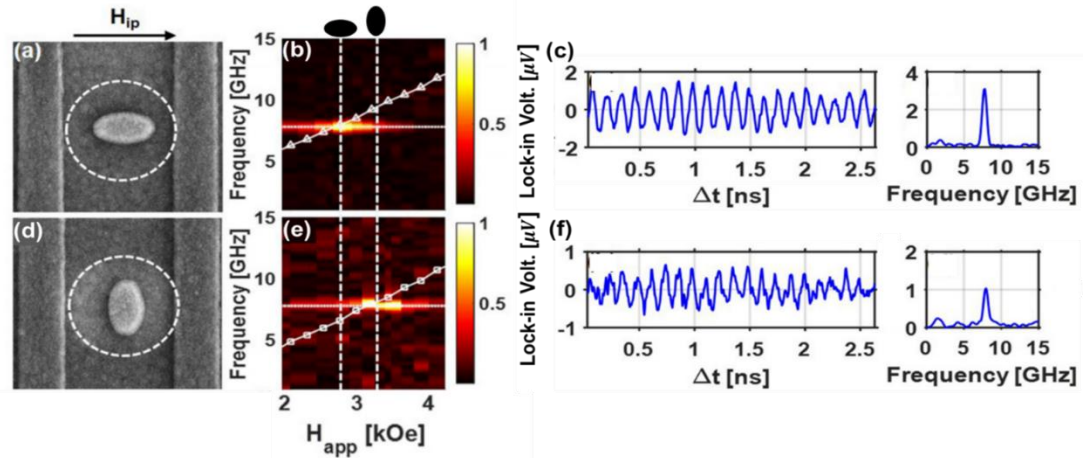 H_ip
(a)
Frequency [GHz]
15
10
5
(b)
1
0.5
Lock-in Volt. [μV]
2
0
-2
(c)
0.5 1 1.5 2 2.5
Δt [ns]
4
2
0
0 5 10 15
Frequency [GHz]
(d)
Frequency [GHz]
15
10
5
(e)
1
0.5
2 3 4
H_app [kOe]
Lock-in Volt. [μV]
1
0
-1
(f)
0.5 1 1.5 2 2.5
Δt [ns]
2
1
0
0 5 10 15
Frequency [GHz]